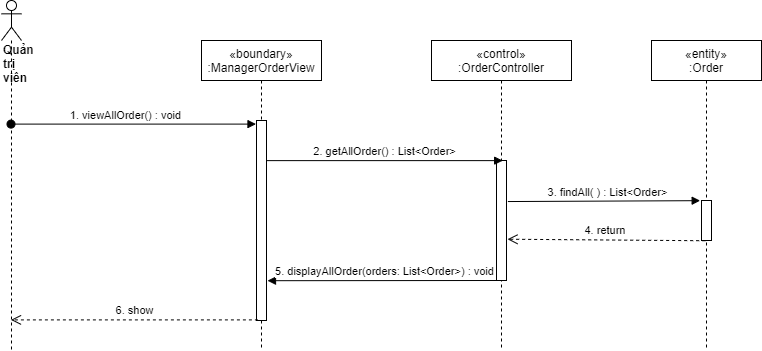 Quản
trị
viên
«boundary»
:ManagerOrderView
«control»
:OrderController
«entity»
:Order
1. viewAllOrder() : void
2. getAllOrder() : List<Order>
3. findAll( ) : List<Order>
4. return
5. displayAllOrder(orders: List<Order>) : void
6. show